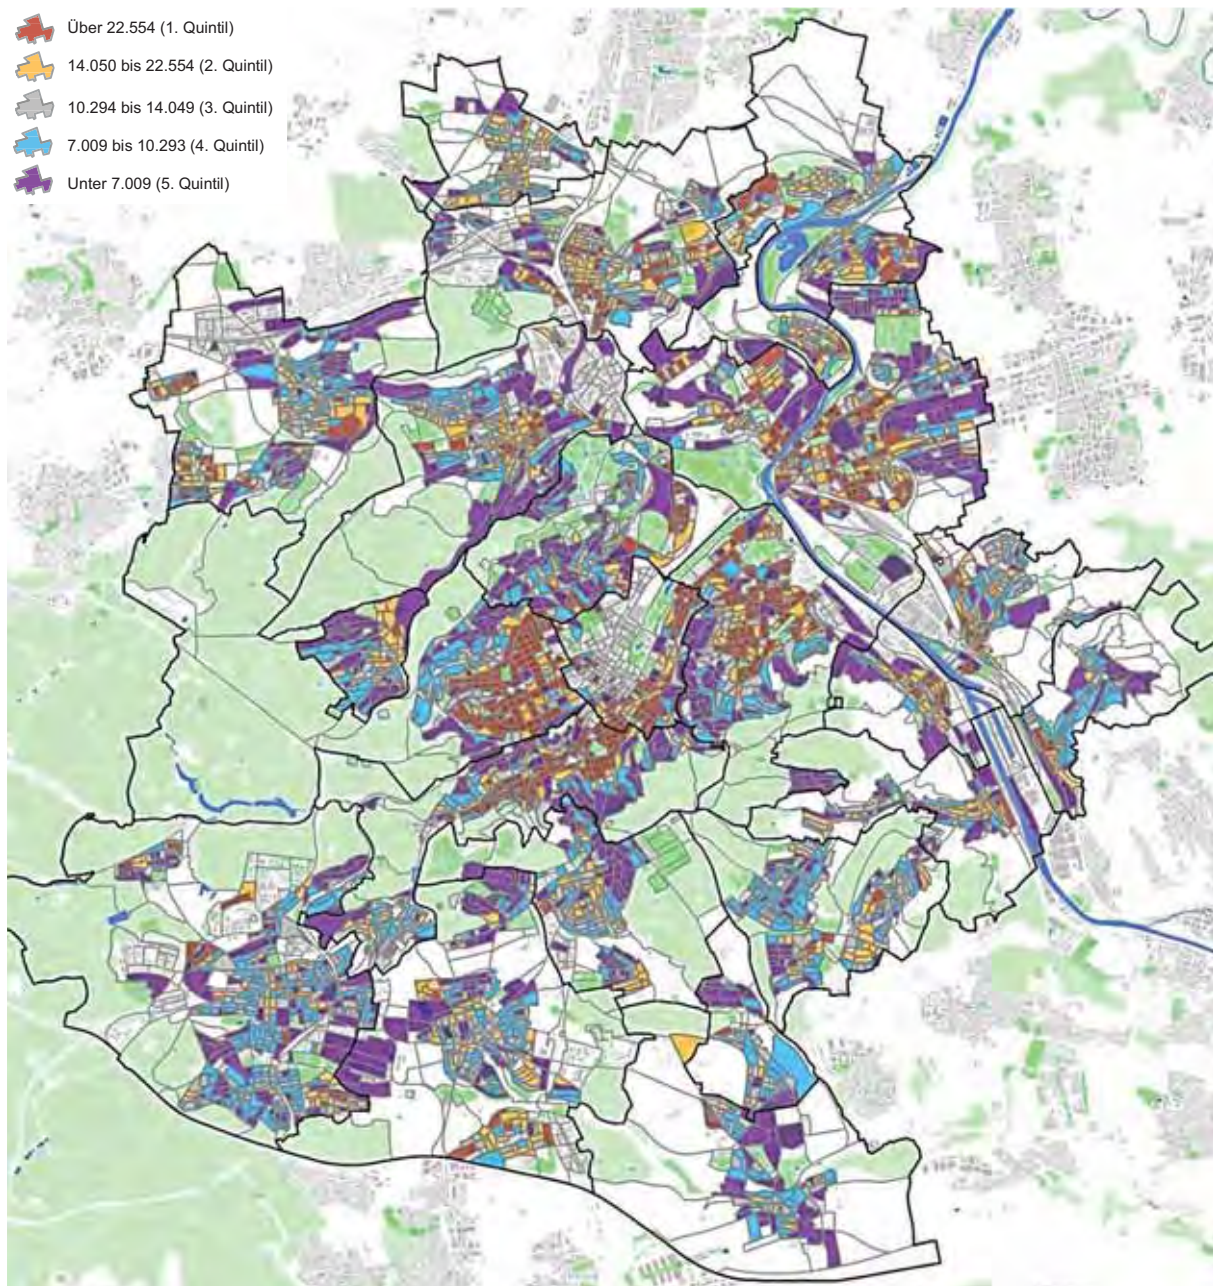 Über 22.554 (1. Quintil)
14.050 bis 22.554 (2. Quintil)
10.294 bis 14.049 (3. Quintil)
7.009 bis 10.293 (4. Quintil)
Unter 7.009 (5. Quintil)